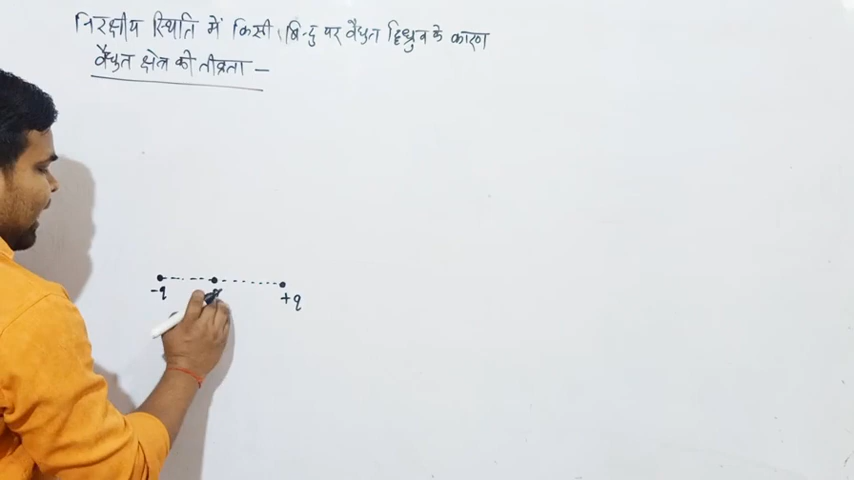 निरक्षीय स्थिति में किसी बिन्दु पर वैधुत द्विध्रुव के कारण
वैधुत क्षेत्र की तीव्रता –
-q +q